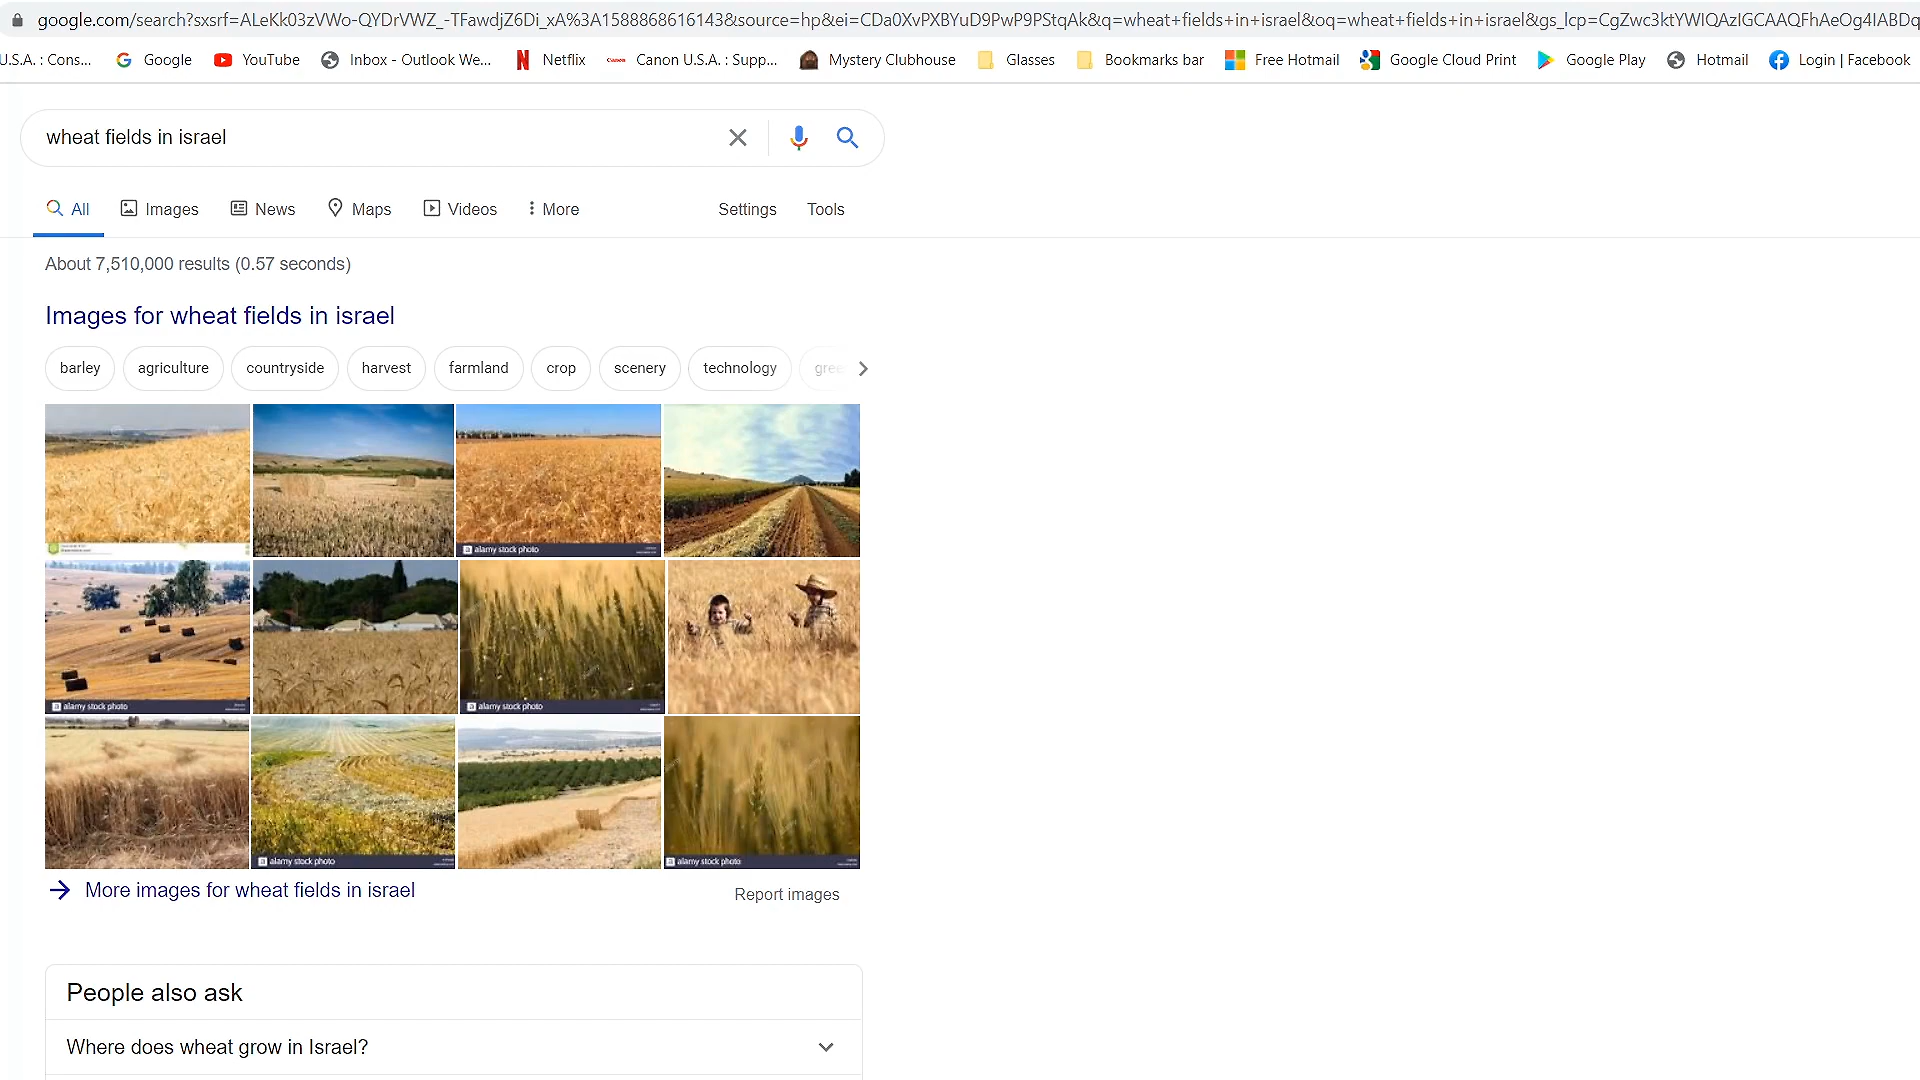 google.com/search?sxsrf=ALeKk03zVWo-QYDrVWZ_-TFawdjZ6Di_xA%3A1588868616143&source=hp&ei=CDa0XvPXBYuD9PwP9PStqAk&q=wheat+fields+in+israel&oq=wheat+fields+in+israel&gs_lcp=CgZwc3ktYWIQAzIGCAAQFhAeOg4IABDq
U.S.A. : Cons... Google YouTube Inbox - Outlook We... Netflix Canon U.S.A. : Supp... Mystery Clubhouse Glasses Bookmarks bar Free Hotmail Google Cloud Print Google Play Hotmail Login | Facebook
wheat fields in israel
All Images News Maps Videos More Settings Tools
About 7,510,000 results (0.57 seconds)
Images for wheat fields in israel
barley agriculture countryside harvest farmland crop scenery technology gree
a alamy stock photo
a alamy stock photo a alamy stock photo
a alamy stock photo a alamy stock photo
More images for wheat fields in israel Report images
People also ask
Where does wheat grow in Israel?